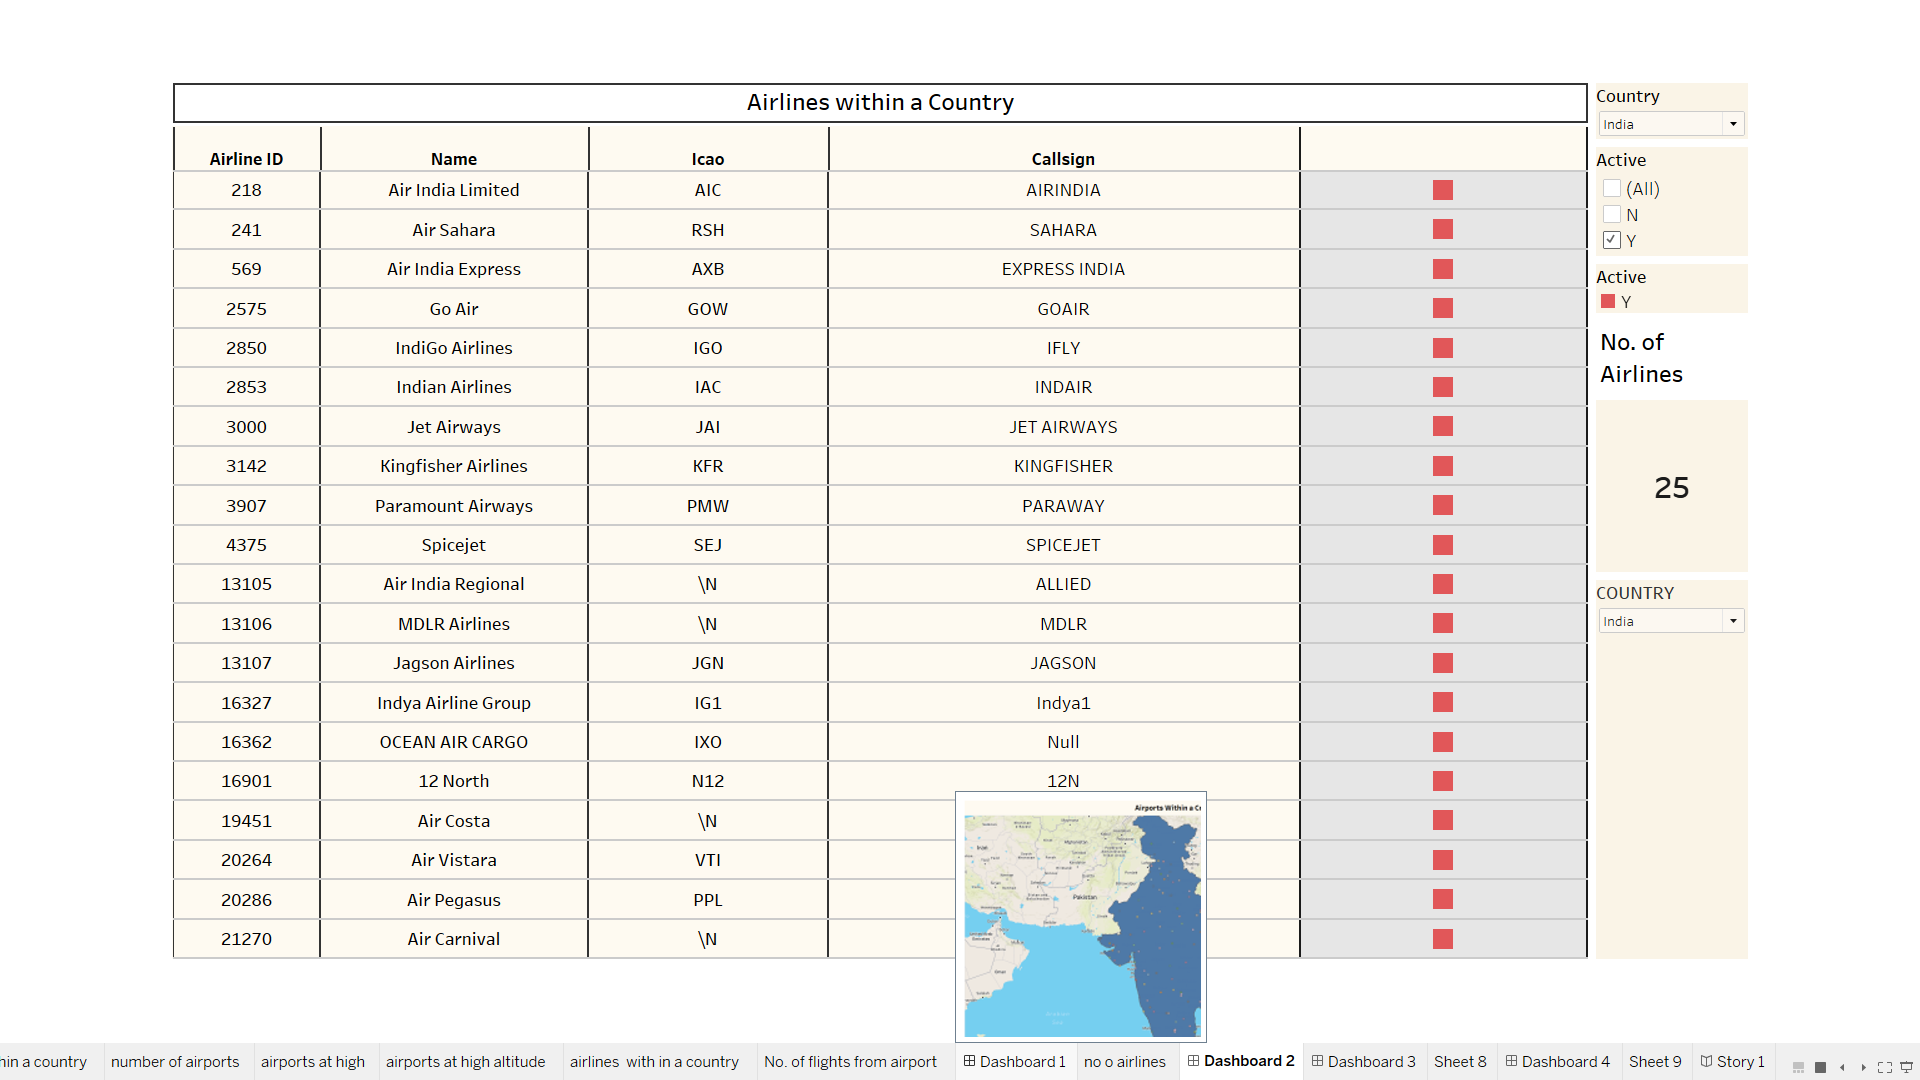 Airlines within a Country
Airline ID Name Icao Callsign
218 Air India Limited AIC AIRINDIA
241 Air Sahara RSH SAHARA
569 Air India Express AXB EXPRESS INDIA
2575 Go Air GOW GOAIR
2850 IndiGo Airlines IGO IFLY
2853 Indian Airlines IAC INDAIR
3000 Jet Airways JAI JET AIRWAYS
3142 Kingfisher Airlines KFR KINGFISHER
3907 Paramount Airways PMW PARAWAY
4375 Spicejet SEJ SPICEJET
13105 Air India Regional \N ALLIED
13106 MDLR Airlines \N MDLR
13107 Jagson Airlines JGN JAGSON
16327 Indya Airline Group IG1 Indya1
16362 OCEAN AIR CARGO IXO Null
16901 12 North N12 12N
19451 Air Costa \N
20264 Air Vistara VTI
20286 Air Pegasus PPL
21270 Air Carnival \N
Country
India
Active
(All)
N
Y
Active
Y
No. of
Airlines
25
COUNTRY
India
Airports Within a C
Iran
Pakistan
hin a country number of airports airports at high airports at high altitude airlines with in a country No. of flights from airport Dashboard 1 no o airlines Dashboard 2 Dashboard 3 Sheet 8 Dashboard 4 Sheet 9 Story 1